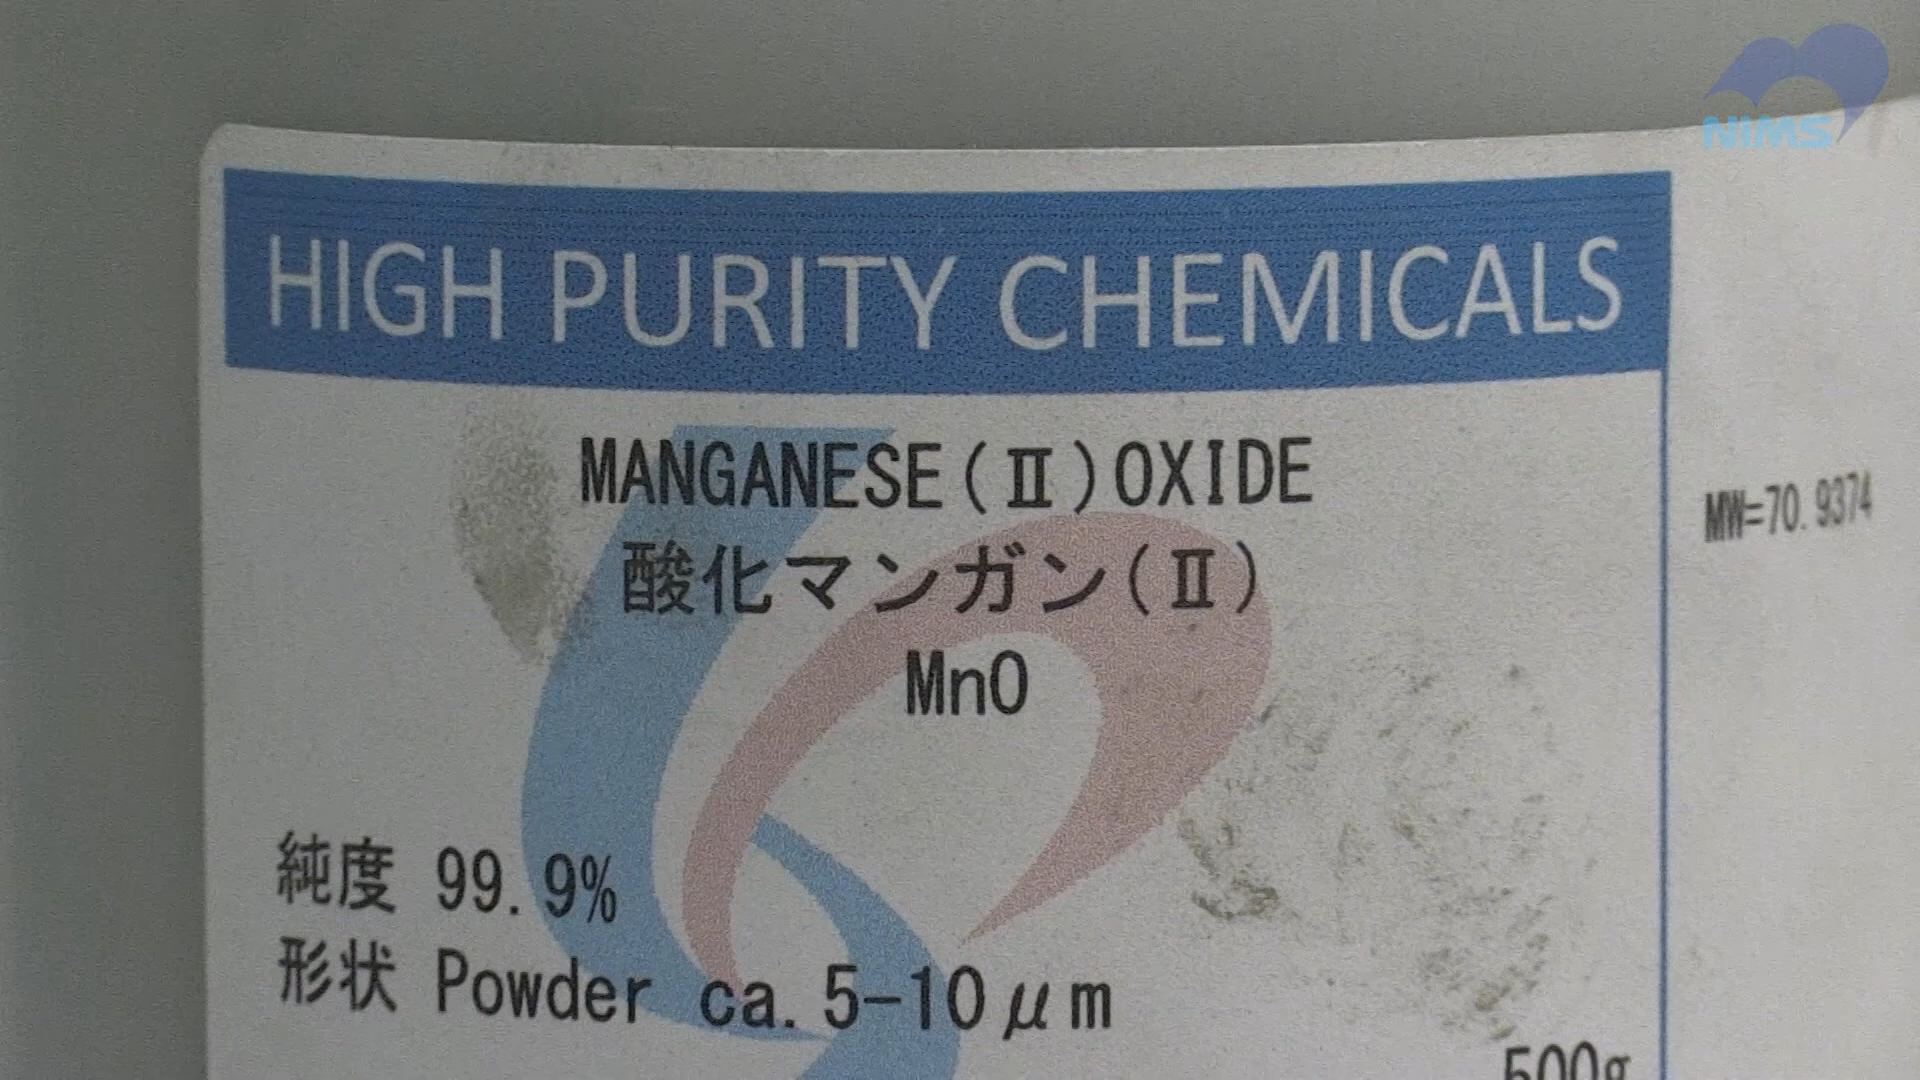 NIMS
HIGH PURITY CHEMICALS
MANGANESE(Ⅱ)OXIDE
MW=70.9374
酸化マンガン(Ⅱ)
MnO
純度 99.9%
形状 Powder ca.5-10μm
500g